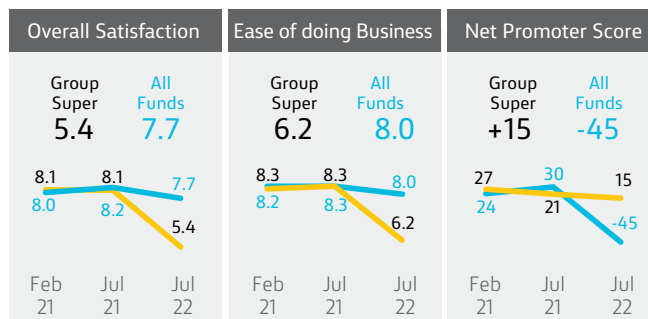 Overall Satisfaction
Group
Super
5.4
All
Funds
7.7
8.1
8.1
7.7
8.0
8.2
5.4
Feb
21
Jul
21
Jul
22
Ease of doing Business
Group
Super
6.2
All
Funds
8.0
8.3
8.3
8.0
8.2
8.3
6.2
Feb
21
Jul
21
Jul
22
Net Promoter Score
Group
Super
+15
All
Funds
-45
27
30
15
24
21
-45
Feb
21
Jul
21
Jul
22